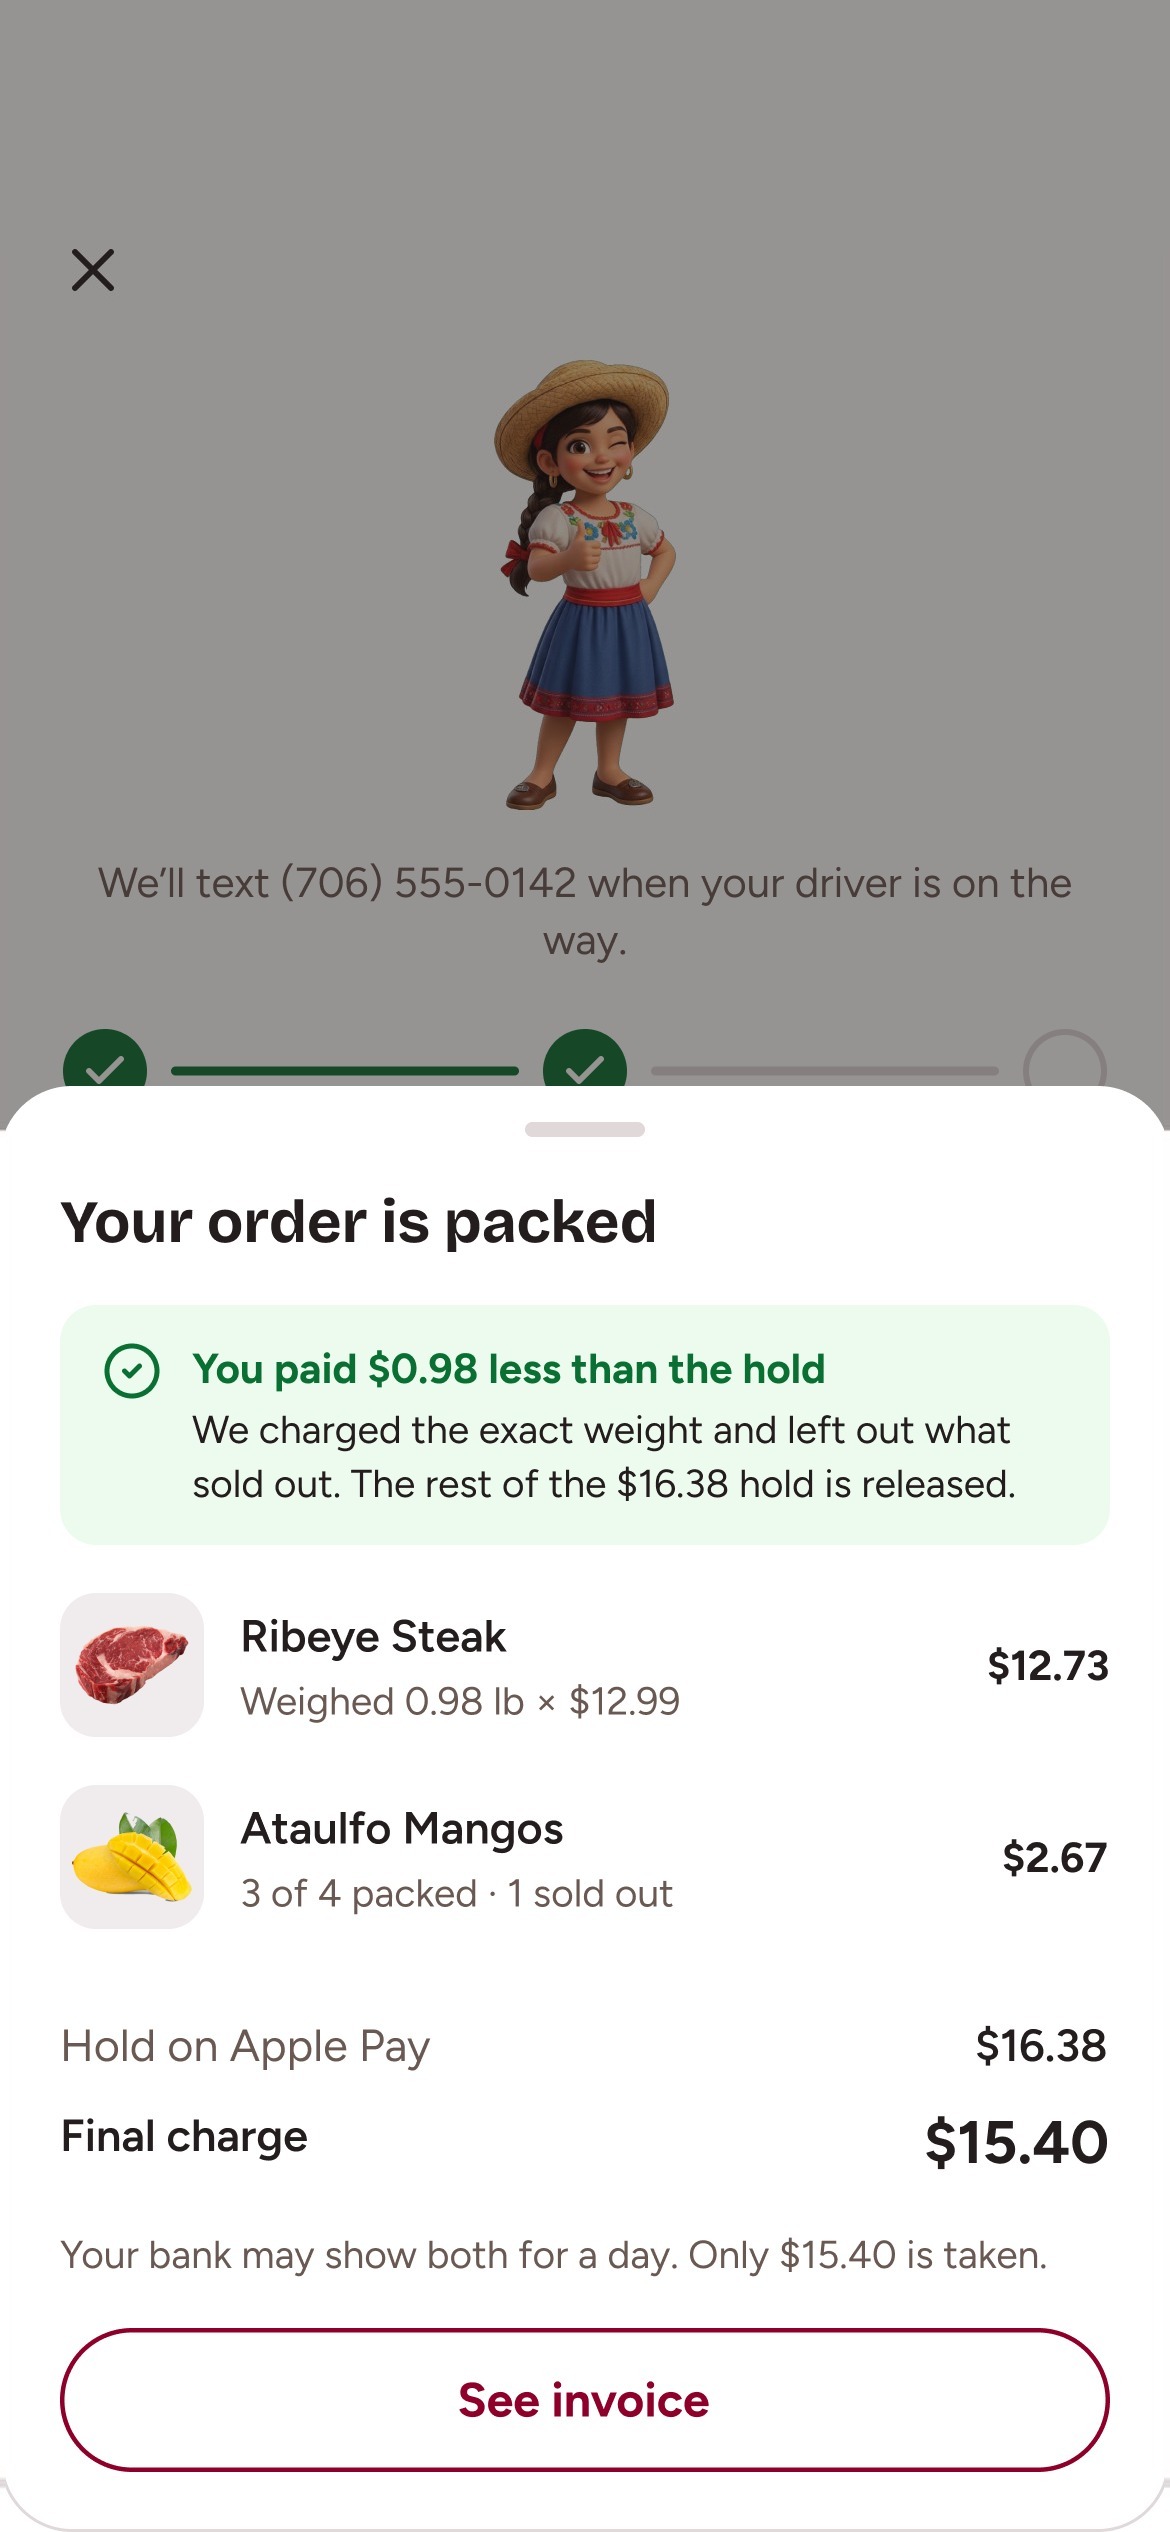 We’ll text (706) 555-0142 when your driver is on the
way.
Your order is packed
You paid $0.98 less than the hold
We charged the exact weight and left out what
sold out. The rest of the $16.38 hold is released.
Ribeye Steak
Weighed 0.98 lb × $12.99
$12.73
Ataulfo Mangos
3 of 4 packed · 1 sold out
$2.67
Hold on Apple Pay
$16.38
Final charge
$15.40
Your bank may show both for a day. Only $15.40 is taken.
See invoice